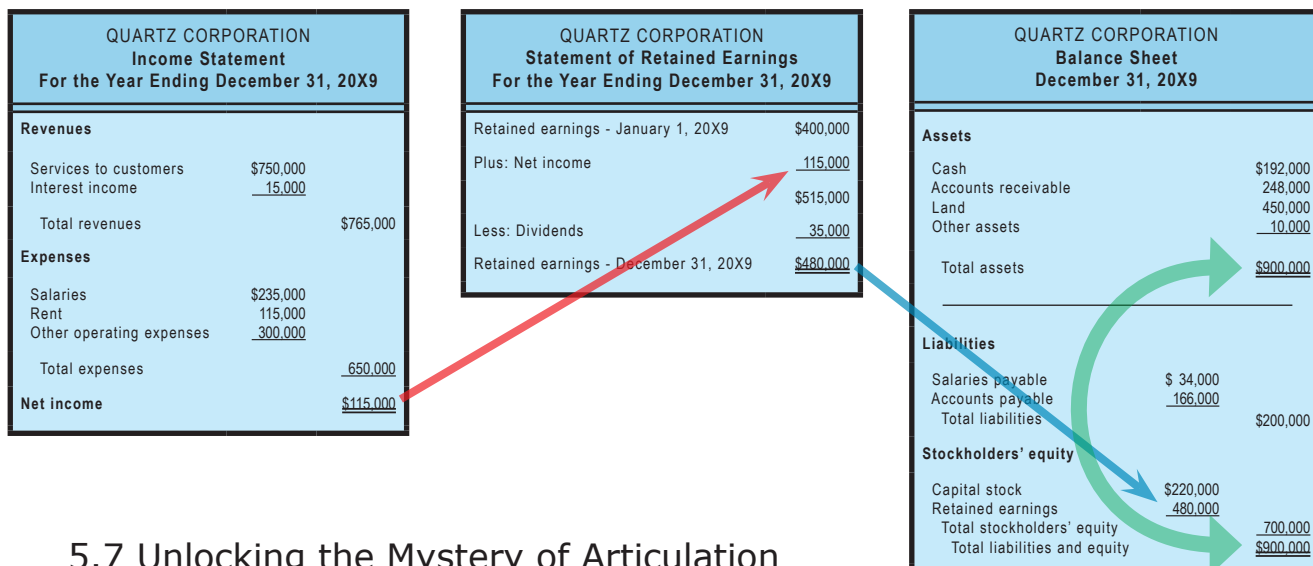 QUARTZ CORPORATION
Income Statement
For the Year Ending December 31, 20X9
Revenues
Services to customers $750,000
Interest income 15,000
Total revenues $765,000
Expenses
Salaries $235,000
Rent 115,000
Other operating expenses 300,000
Total expenses 650,000
Net income $115,000
QUARTZ CORPORATION
Statement of Retained Earnings
For the Year Ending December 31, 20X9
Retained earnings - January 1, 20X9 $400,000
Plus: Net income 115,000
$515,000
Less: Dividends 35,000
Retained earnings - December 31, 20X9 $480,000
QUARTZ CORPORATION
Balance Sheet
December 31, 20X9
Assets
Cash $192,000
Accounts receivable 248,000
Land 450,000
Other assets 10,000
Total assets $900,000
Liabilities
Salaries payable $ 34,000
Accounts payable 166,000
Total liabilities $200,000
Stockholders' equity
Capital stock $220,000
Retained earnings 480,000
Total stockholders' equity 700,000
Total liabilities and equity $900,000
5.7 Unlocking the Mystery of Articulation